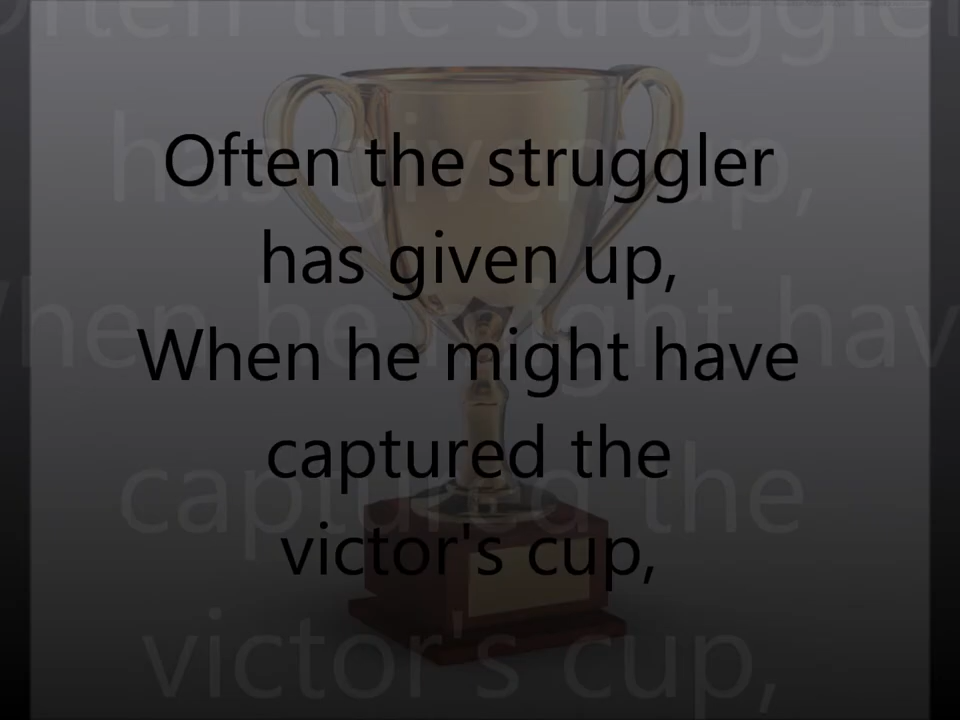 Often the struggler
has given up,
When he might have
captured the
victor's cup,